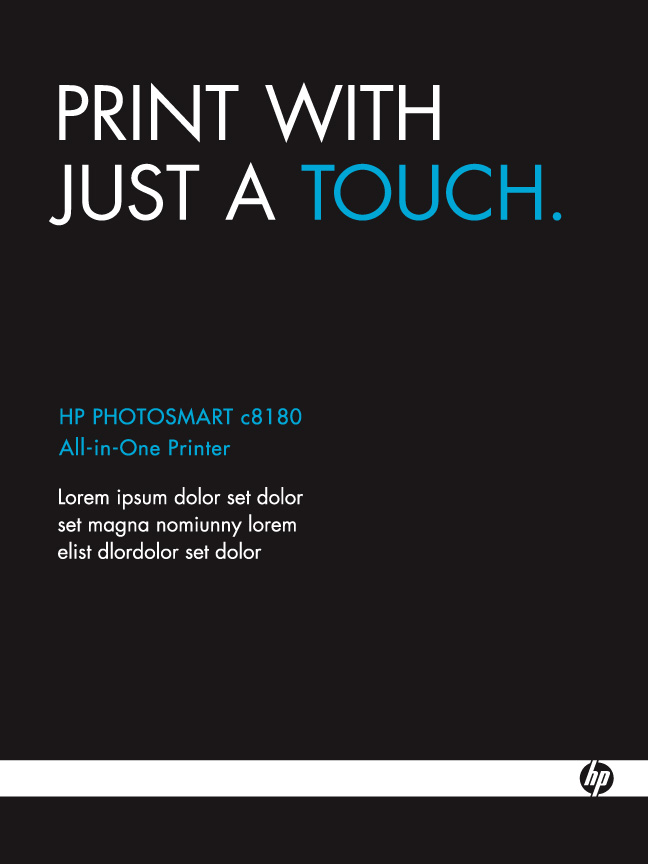 PRINT WITH
JUST A TOUCH.
HP PHOTOSMART c8180
All-in-One Printer
Lorem ipsum dolor set dolor
set magna nomiunny lorem
elist dlordolor set dolor
hp